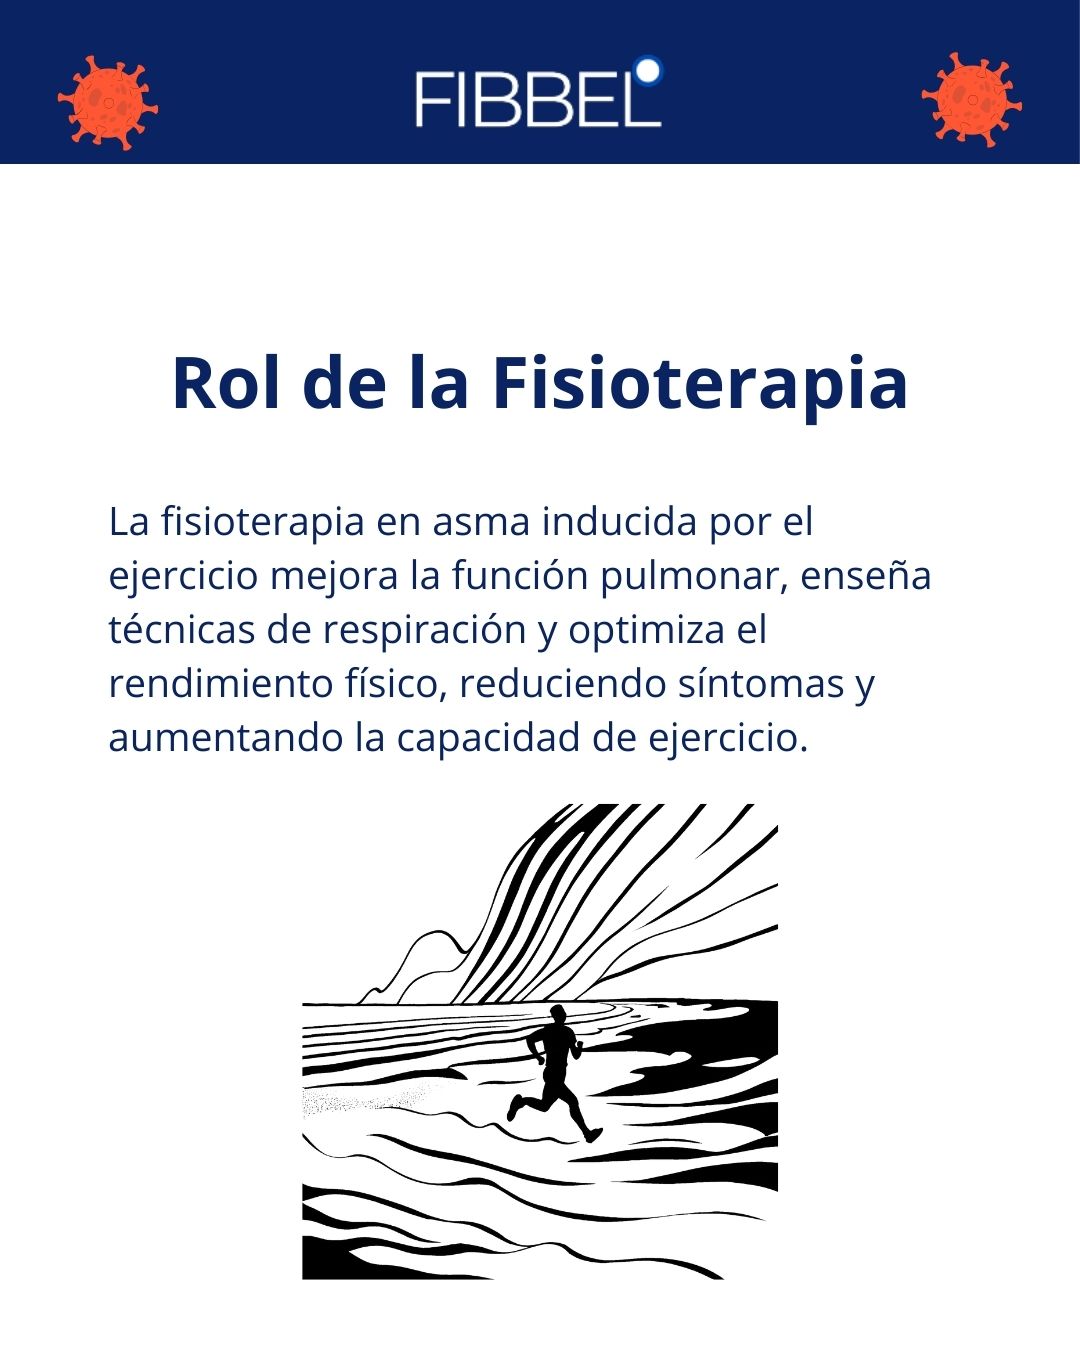 FIBBEL
Rol de la Fisioterapia
La fisioterapia en asma inducida por el
ejercicio mejora la función pulmonar, enseña
técnicas de respiración y optimiza el
rendimiento físico, reduciendo síntomas y
aumentando la capacidad de ejercicio.